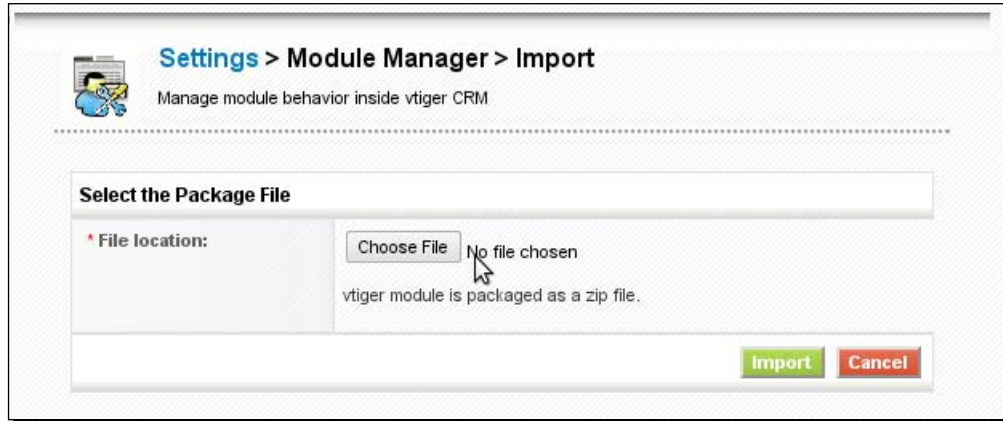 Settings > Module Manager > Import
Manage module behavior inside vtiger CRM
Select the Package File
* File location:
Choose File No file chosen
vtiger module is packaged as a zip file.
Import Cancel